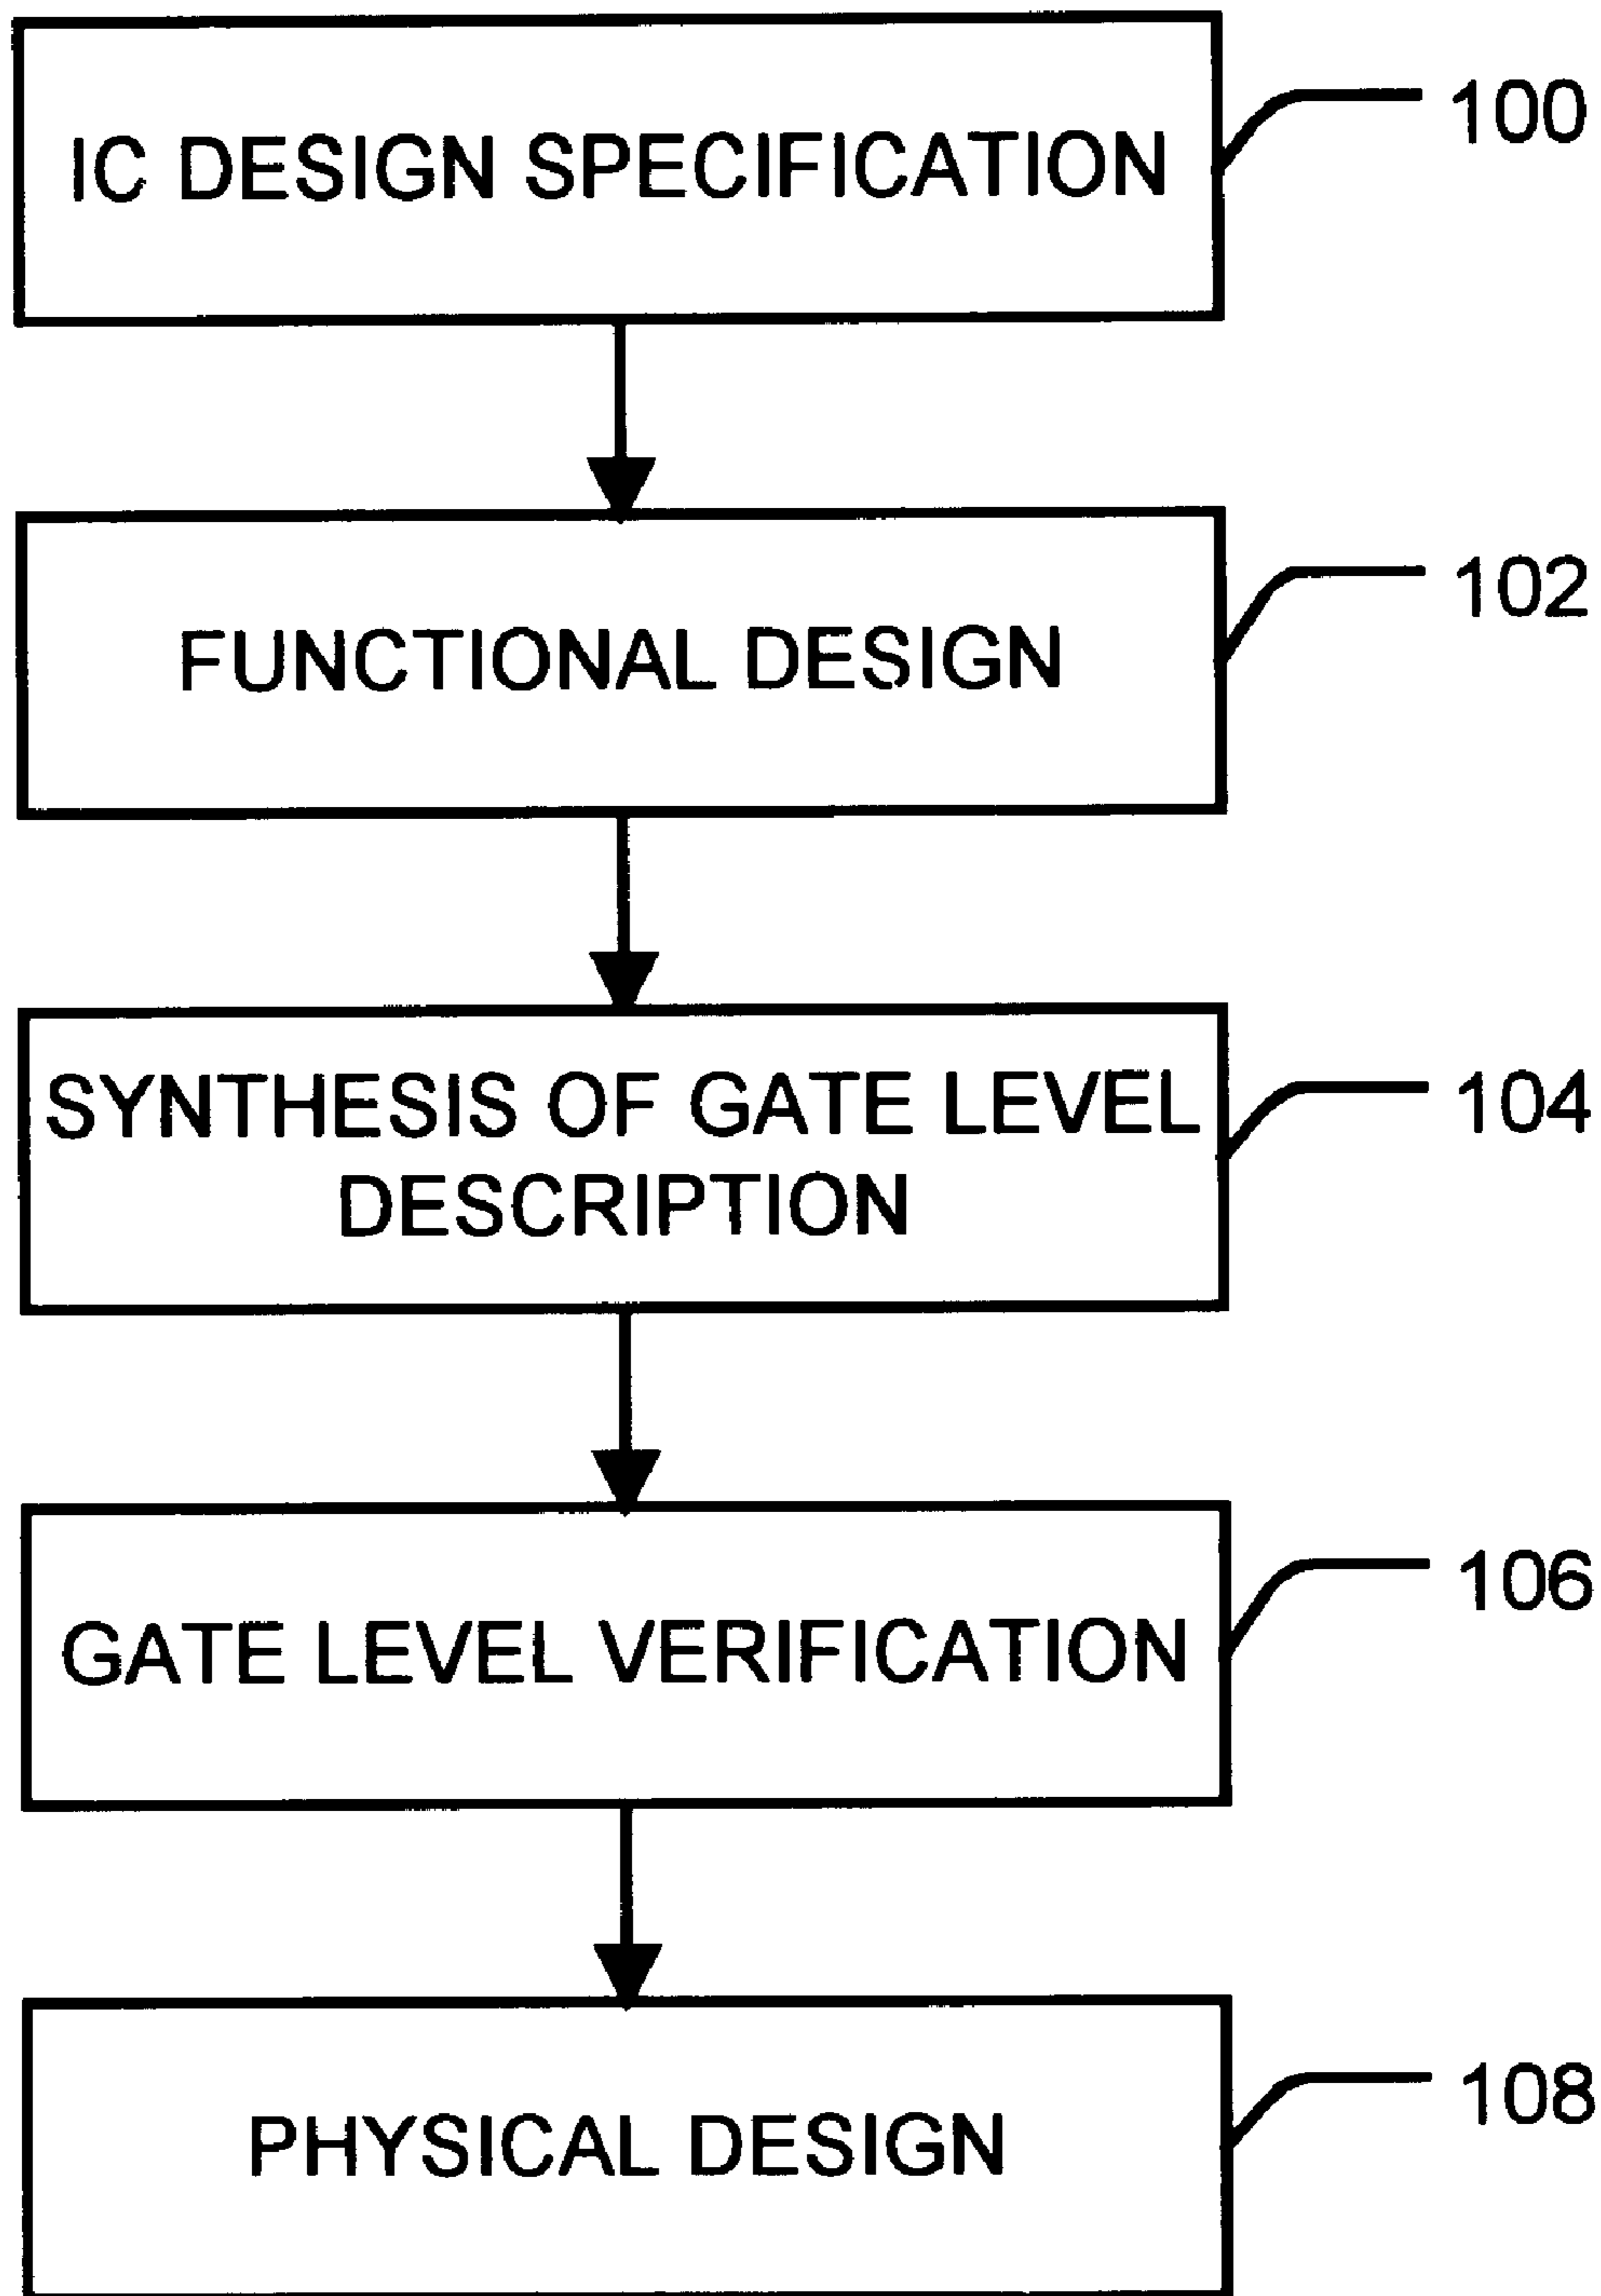 IC DESIGN SPECIFICATION
100
FUNCTIONAL DESIGN
102
SYNTHESIS OF GATE LEVEL
DESCRIPTION
104
GATE LEVEL VERIFICATION
106
PHYSICAL DESIGN
108